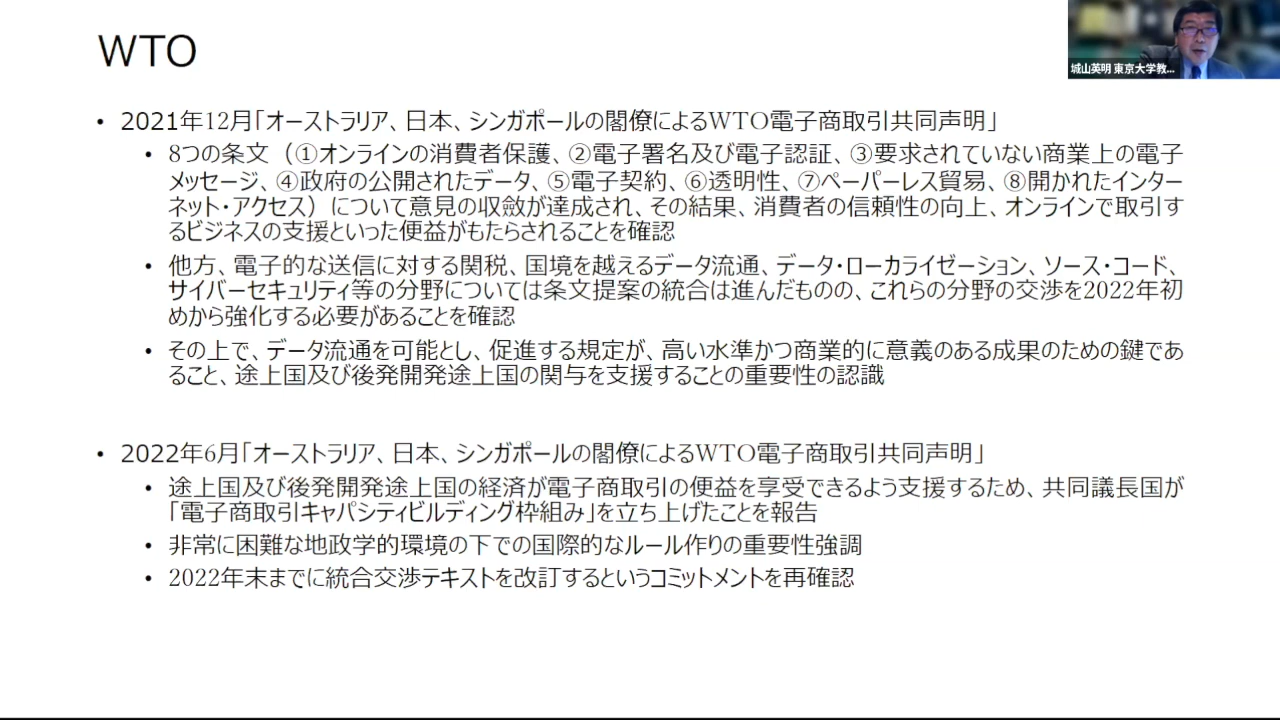 WTO
城山英明 東京大学教...
• 2021年12月「オーストラリア、日本、シンガポールの閣僚によるWTO電子商取引共同声明」
• 8つの条文（①オンラインの消費者保護、②電子署名及び電子認証、③要求されていない商業上の電子
メッセージ、④政府の公開されたデータ、⑤電子契約、⑥透明性、⑦ペーパーレス貿易、⑧開かれたインター
ネット・アクセス）について意見の収斂が達成され、その結果、消費者の信頼性の向上、オンラインで取引す
るビジネスの支援といった便益がもたらされることを確認
• 他方、電子的な送信に対する関税、国境を越えるデータ流通、データ・ローカライゼーション、ソース・コード、
サイバーセキュリティ等の分野については条文提案の統合は進んだものの、これらの分野の交渉を2022年初
めから強化する必要があることを確認
• その上で、データ流通を可能とし、促進する規定が、高い水準かつ商業的に意義のある成果のための鍵であ
ること、途上国及び後発開発途上国の関与を支援することの重要性の認識
• 2022年6月「オーストラリア、日本、シンガポールの閣僚によるWTO電子商取引共同声明」
• 途上国及び後発開発途上国の経済が電子商取引の便益を享受できるよう支援するため、共同議長国が
「電子商取引キャパシティビルディング枠組み」を立ち上げたことを報告
• 非常に困難な地政学的環境の下での国際的なルール作りの重要性強調
• 2022年末までに統合交渉テキストを改訂するというコミットメントを再確認